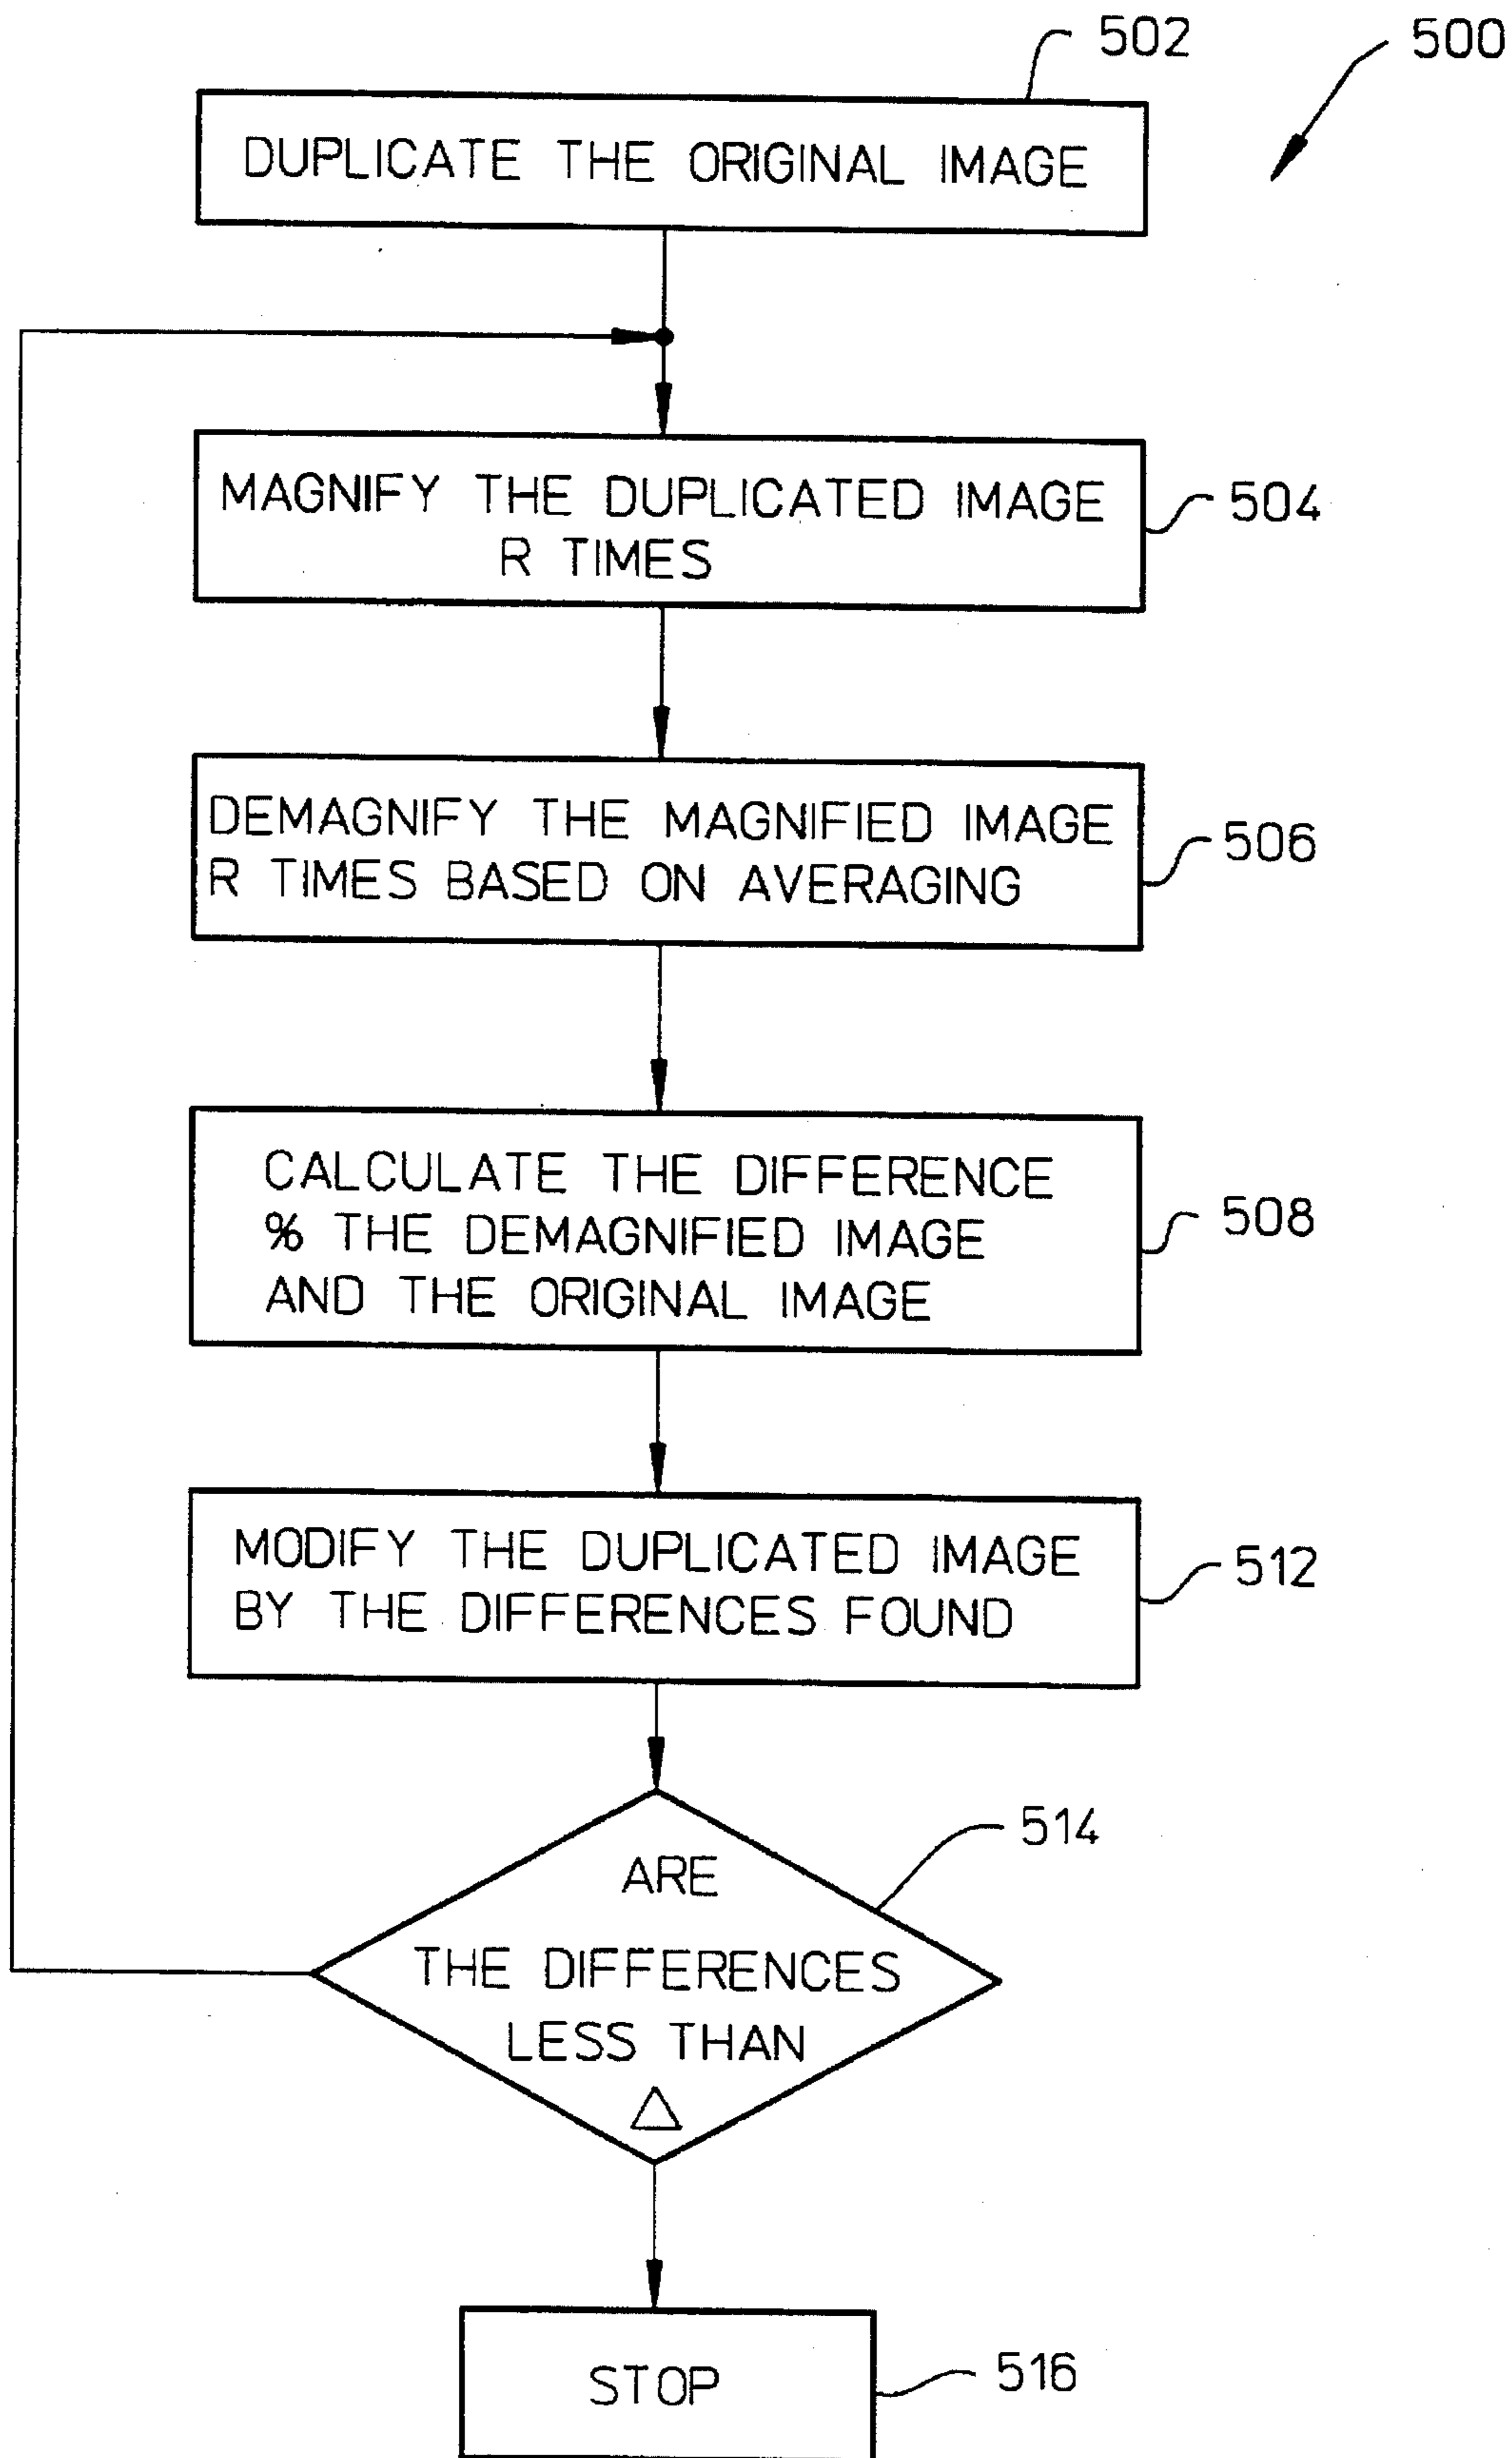 502
500
DUPLICATE THE ORIGINAL IMAGE
MAGNIFY THE DUPLICATED IMAGE
R TIMES
504
DEMAGNIFY THE MAGNIFIED IMAGE
R TIMES BASED ON AVERAGING
506
CALCULATE THE DIFFERENCE
% THE DEMAGNIFIED IMAGE
AND THE ORIGINAL IMAGE
508
MODIFY THE DUPLICATED IMAGE
BY THE DIFFERENCES FOUND
512
514
ARE
THE DIFFERENCES
LESS THAN
△
STOP
516